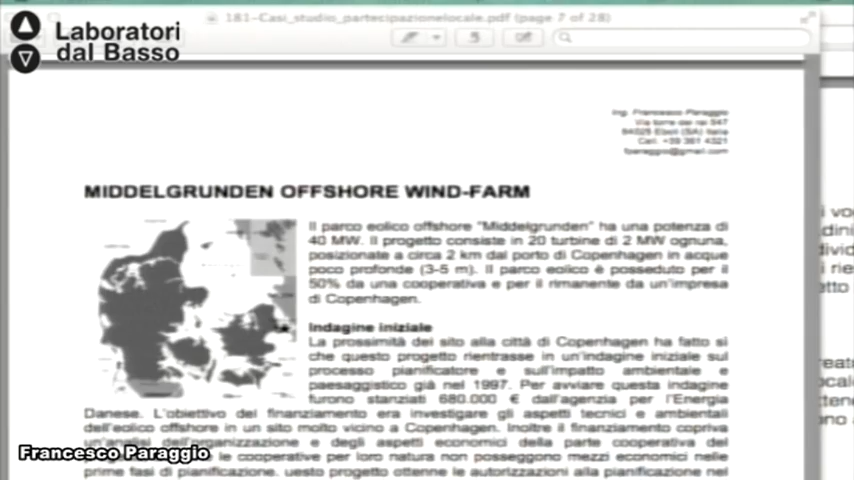 Laboratori
dal Basso
181-Casi_studio_partecipazionelocale.pdf (page 7 of 28)
Ing. Francesco Paraggio
84025 Eboli (SA) Italia
fparaggio@gmail.com
MIDDELGRUNDEN OFFSHORE WIND-FARM
Il parco eolico offshore "Middelgrunden" ha una potenza di
40 MW. Il progetto consiste in 20 turbine di 2 MW ognuna,
posizionate a circa 2 km dal porto di Copenhagen in acque
poco profonde (3-5 m). Il parco eolico è posseduto per il
50% da una cooperativa e per il rimanente da un'impresa
di Copenhagen.
Indagine iniziale
La prossimità del sito alla città di Copenhagen ha fatto sì
che questo progetto rientrasse in un'indagine iniziale sul
processo pianificatore e sull'impatto ambientale e
paesaggistico già nel 1997. Per avviare questa indagine
furono stanziati 680.000 € dall'agenzia per l'Energia
Danese. L'obiettivo del finanziamento era investigare gli aspetti tecnici e ambientali
dell'eolico offshore in un sito molto vicino a Copenhagen. Inoltre il finanziamento copriva
un'analisi dell'organizzazione e degli aspetti economici della parte cooperativa del
le cooperative per loro natura non posseggono mezzi economici nelle
prime fasi di pianificazione. uesto progetto ottenne le autorizzazioni alla pianificazione nel
Francesco Paraggio